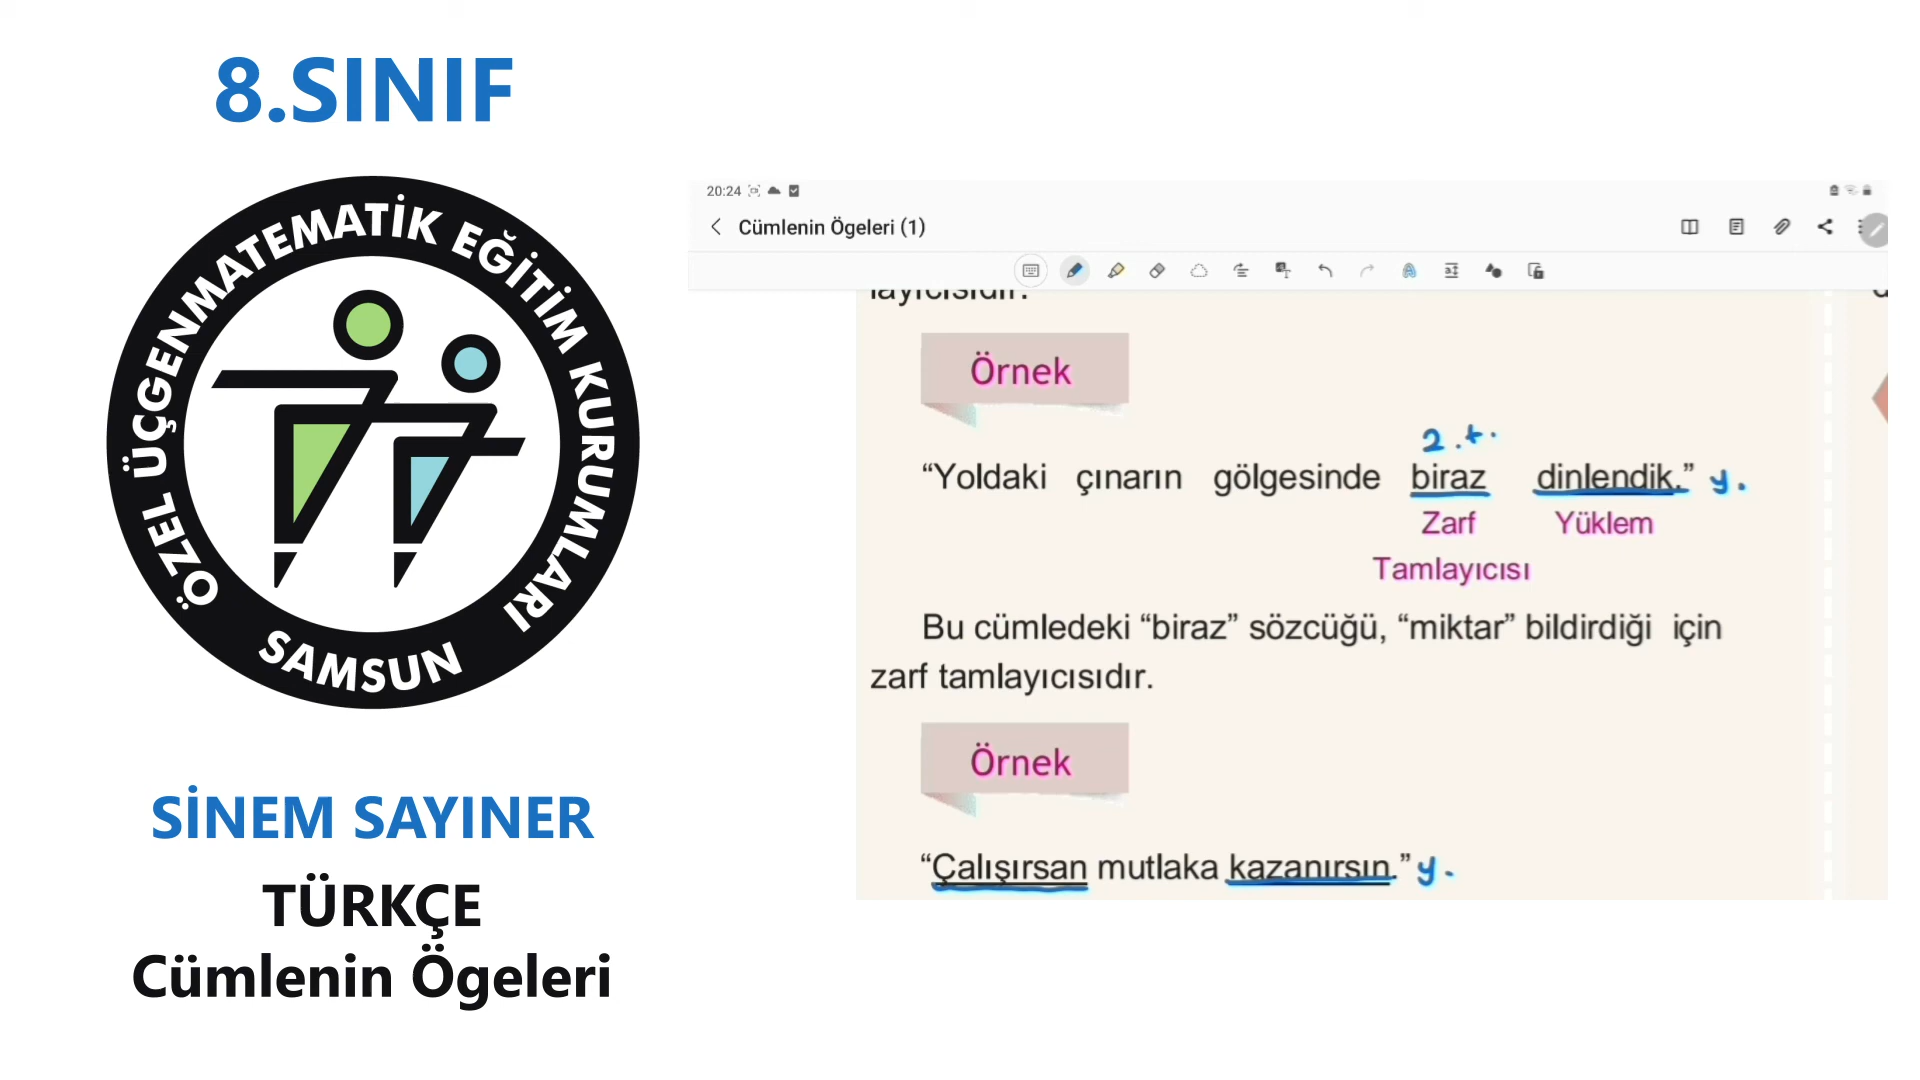 8.SINIF
ÖZEL ÜÇGENMATEMATİK EĞİTİM KURUMLARI
SAMSUN
SİNEM SAYINER
TÜRKÇE
Cümlenin Ögeleri
20:24
Cümlenin Ögeleri (1)
layıcısıdır.
Örnek
2.t.
“Yoldaki çınarın gölgesinde biraz dinlendik.” y.
Zarf Yüklem
Tamlayıcısı
Bu cümledeki “biraz” sözcüğü, “miktar” bildirdiği için
zarf tamlayıcısıdır.
Örnek
“Çalışırsan mutlaka kazanırsın.” y.